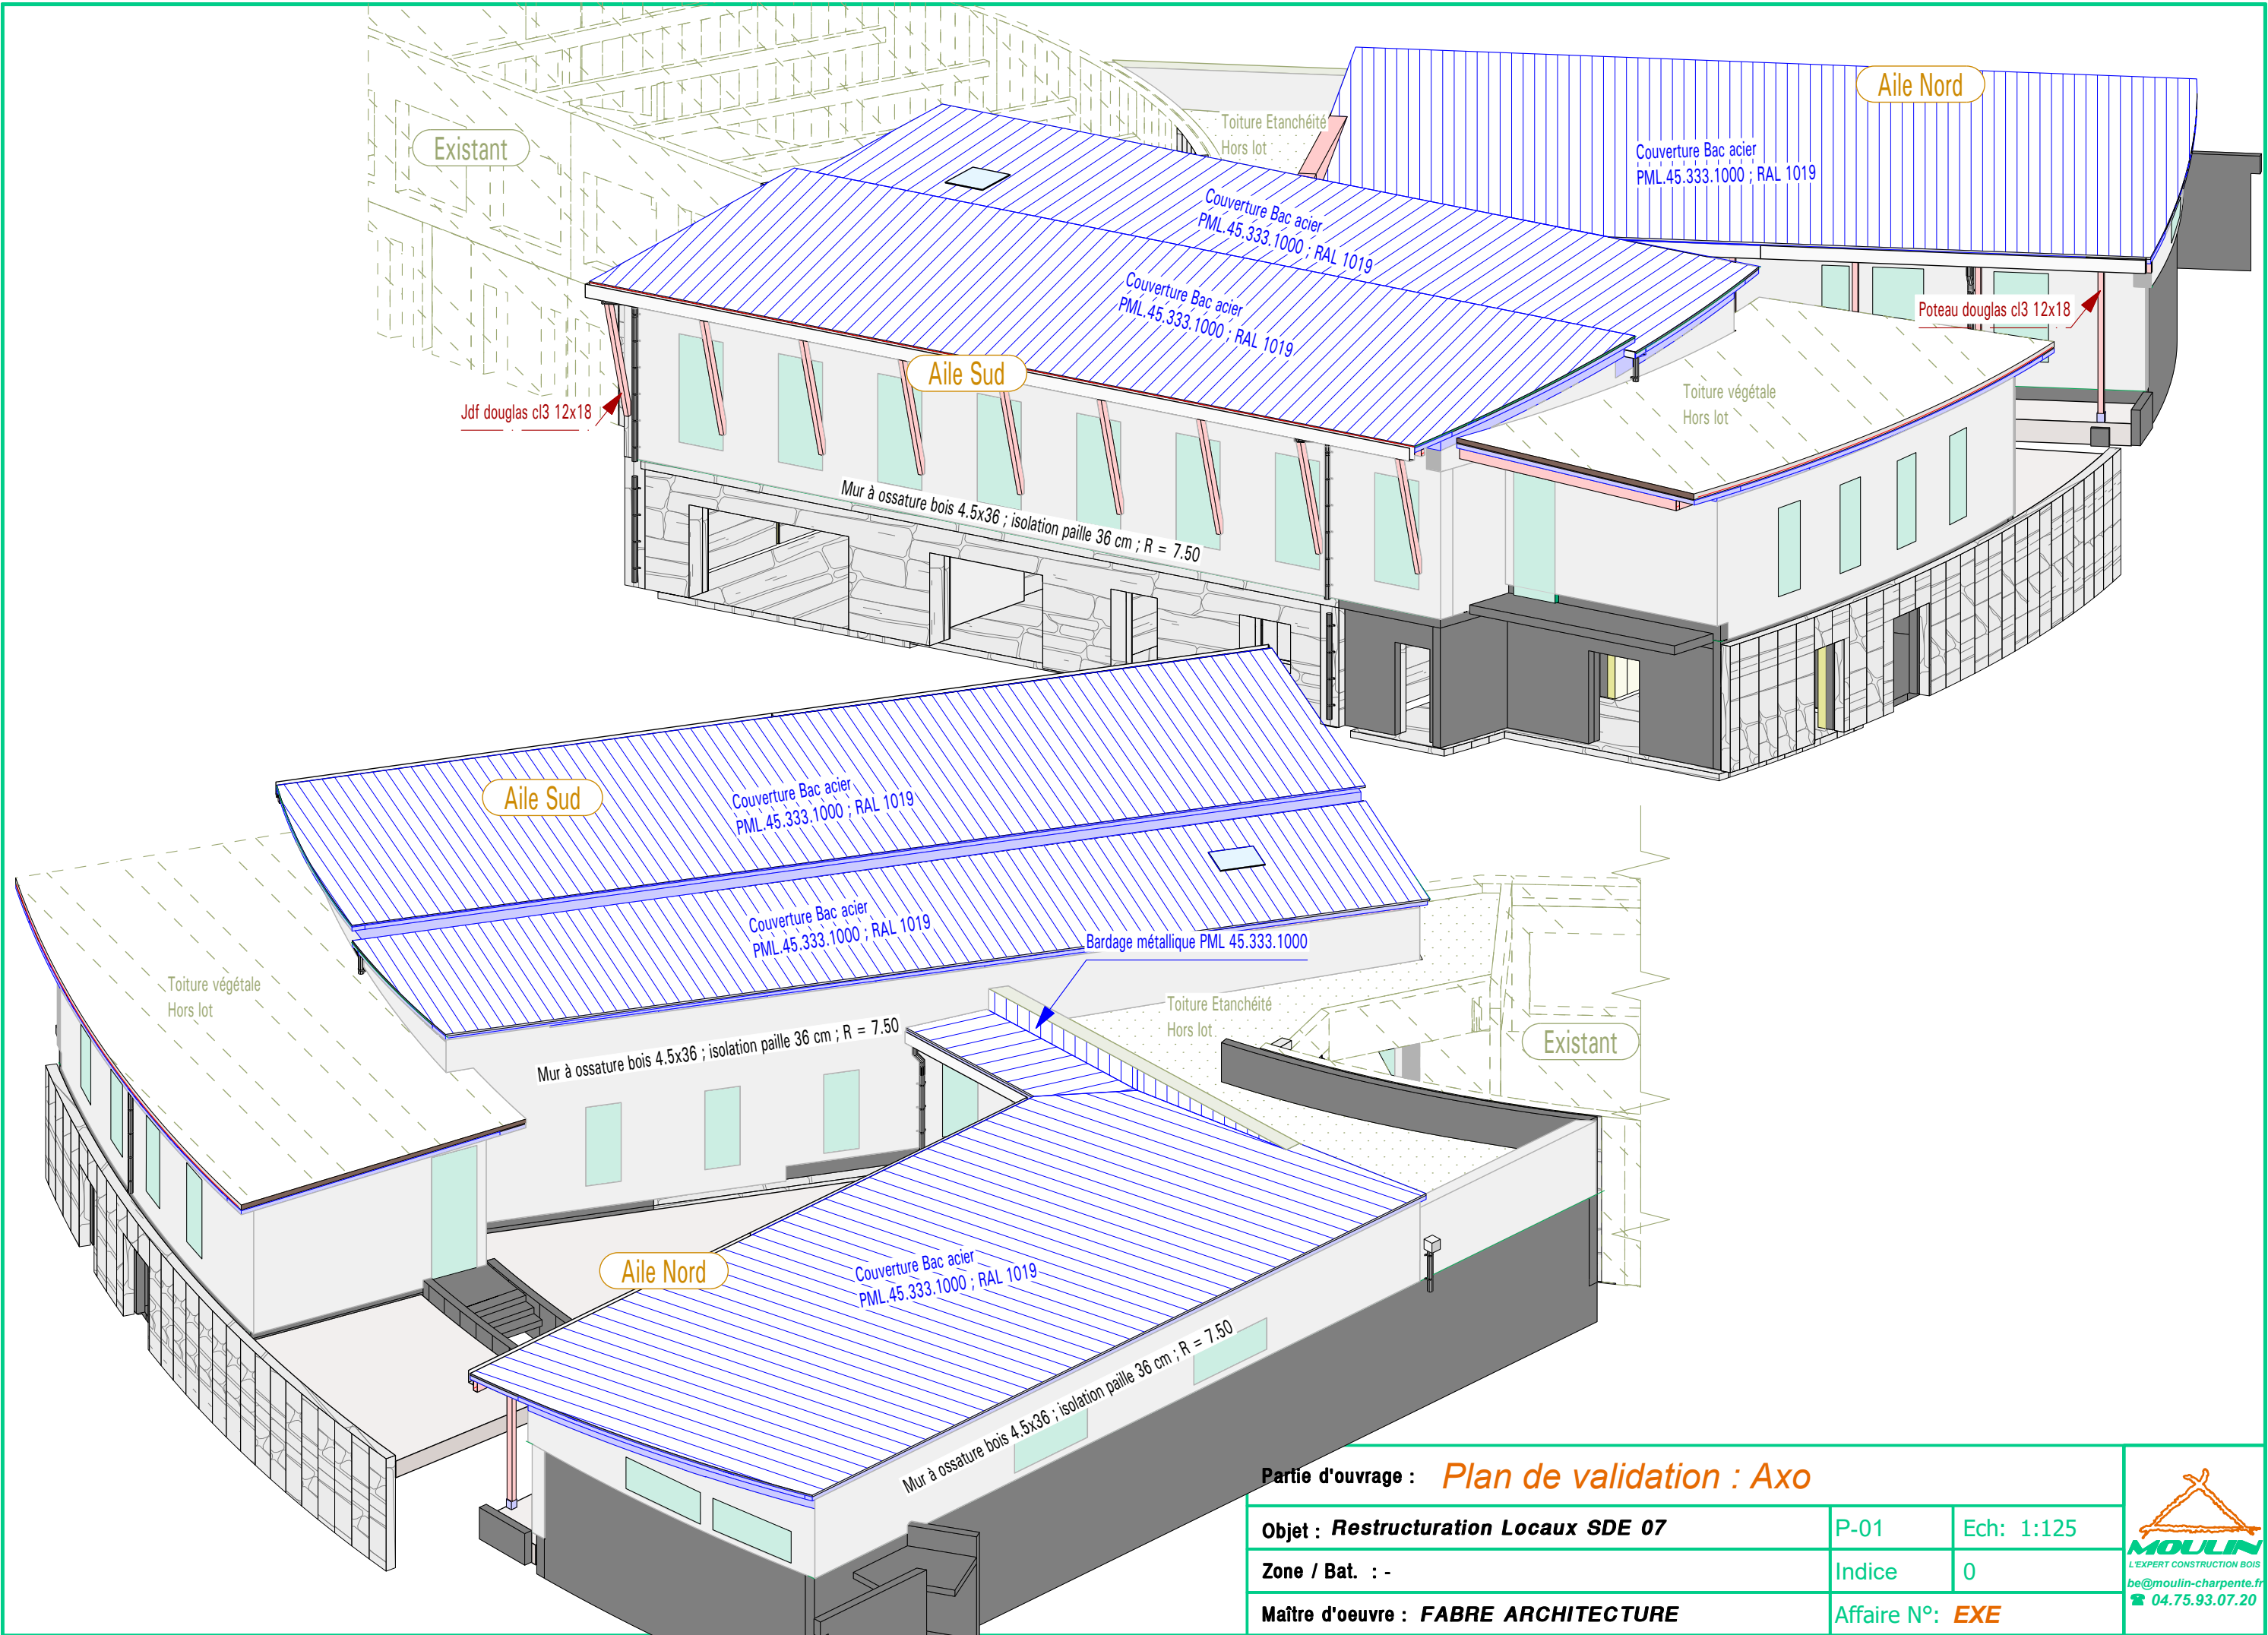 Aile Nord
Existant
Toiture Etanchéité
Hors lot
Couverture Bac acier
PML.45.333.1000 ; RAL 1019
Couverture Bac acier
PML.45.333.1000 ; RAL 1019
Couverture Bac acier
PML.45.333.1000 ; RAL 1019
Poteau douglas cl3 12x18
Aile Sud
Jdf douglas cl3 12x18
Toiture végétale
Hors lot
Mur à ossature bois 4.5x36 ; isolation paille 36 cm ; R = 7.50
Aile Sud
Couverture Bac acier
PML.45.333.1000 ; RAL 1019
Couverture Bac acier
PML.45.333.1000 ; RAL 1019
Bardage métallique PML 45.333.1000
Toiture végétale
Hors lot
Toiture Etanchéité
Hors lot
Existant
Mur à ossature bois 4.5x36 ; isolation paille 36 cm ; R = 7.50
Aile Nord
Couverture Bac acier
PML.45.333.1000 ; RAL 1019
Mur à ossature bois 4.5x36 ; isolation paille 36 cm ; R = 7.50
Partie d'ouvrage : Plan de validation : Axo
Objet : Restructuration Locaux SDE 07 P-01 Ech: 1:125
Zone / Bat. : - Indice 0
Maître d'oeuvre : FABRE ARCHITECTURE Affaire N°: EXE
MOULIN
L'EXPERT CONSTRUCTION BOIS
be@moulin-charpente.fr
☎ 04.75.93.07.20